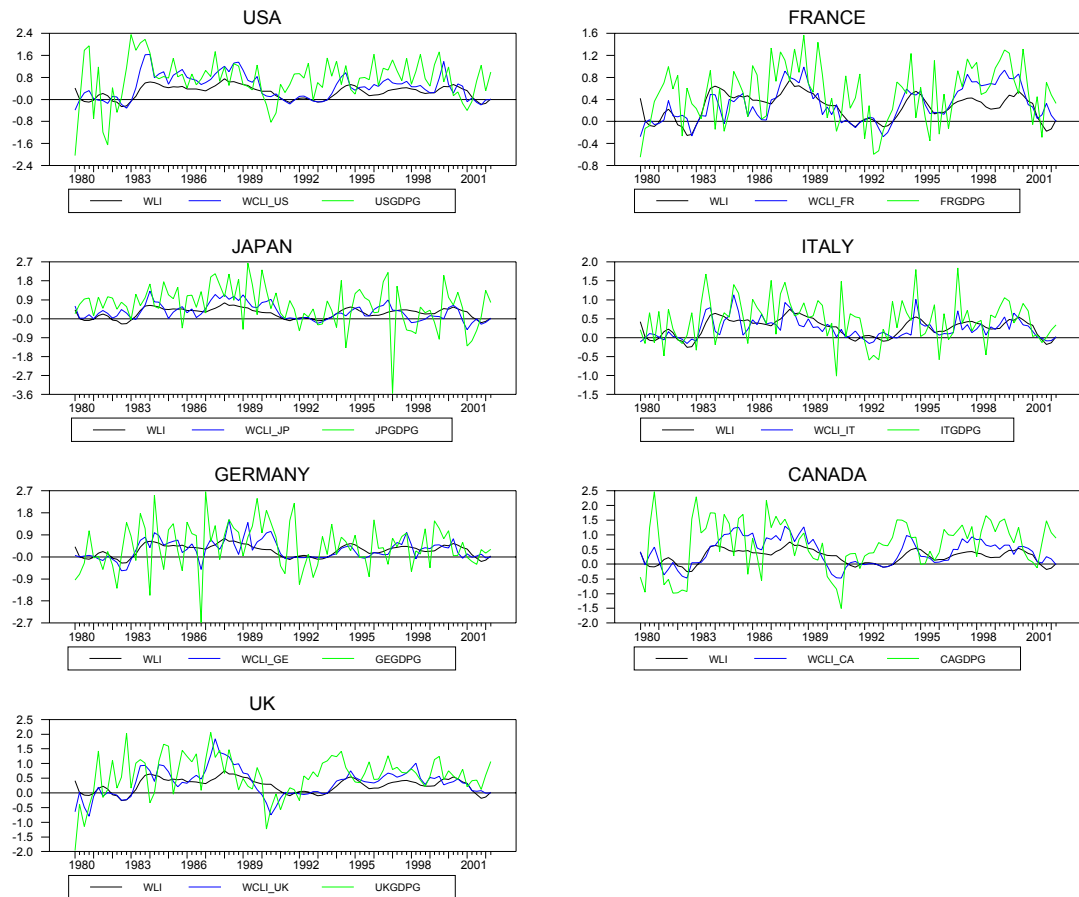 USA
2.4
1.6
0.8
-0.0
-0.8
-1.6
-2.4
1980 1983 1986 1989 1992 1995 1998 2001
WLI WCLI_US USGDPG
FRANCE
1.6
1.2
0.8
0.4
0.0
-0.4
-0.8
1980 1983 1986 1989 1992 1995 1998 2001
WLI WCLI_FR FRGDPG
JAPAN
2.7
1.8
0.9
-0.0
-0.9
-1.8
-2.7
-3.6
1980 1983 1986 1989 1992 1995 1998 2001
WLI WCLI_JP JPGDPG
ITALY
2.0
1.5
1.0
0.5
0.0
-0.5
-1.0
-1.5
1980 1983 1986 1989 1992 1995 1998 2001
WLI WCLI_IT ITGDPG
GERMANY
2.7
1.8
0.9
-0.0
-0.9
-1.8
-2.7
1980 1983 1986 1989 1992 1995 1998 2001
WLI WCLI_GE GEGDPG
CANADA
2.5
2.0
1.5
1.0
0.5
0.0
-0.5
-1.0
-1.5
-2.0
1980 1983 1986 1989 1992 1995 1998 2001
WLI WCLI_CA CAGDPG
UK
2.5
2.0
1.5
1.0
0.5
0.0
-0.5
-1.0
-1.5
-2.0
1980 1983 1986 1989 1992 1995 1998 2001
WLI WCLI_UK UKGDPG